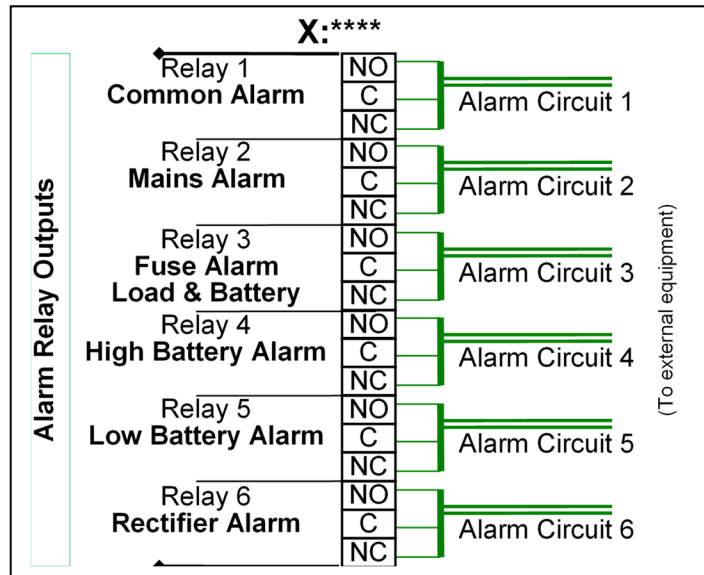 X:****
Alarm Relay Outputs
Relay 1
Common Alarm
NO
C
NC
Alarm Circuit 1
Relay 2
Mains Alarm
NO
C
NC
Alarm Circuit 2
Relay 3
Fuse Alarm
Load & Battery
NO
C
NC
Alarm Circuit 3
Relay 4
High Battery Alarm
NO
C
NC
Alarm Circuit 4
Relay 5
Low Battery Alarm
NO
C
NC
Alarm Circuit 5
Relay 6
Rectifier Alarm
NO
C
NC
Alarm Circuit 6
(To external equipment)